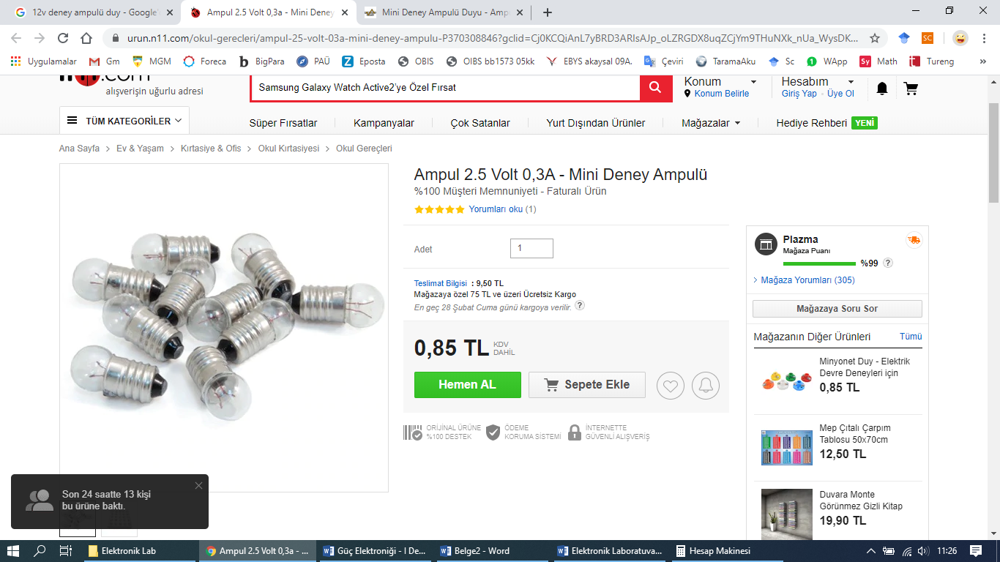 12v deney ampulü duy - Google'
Ampul 2.5 Volt 0,3a - Mini Deney
Mini Deney Ampulü Duyu - Amp
urun.n11.com/okul-gerecleri/ampul-25-volt-03a-mini-deney-ampulu-P370308846?gclid=Cj0KCQiAnL7yBRD3ARIsAJp_oLZRGDX8uqZCjYm9THuNXk_nUa_WysDK...
SC
Uygulamalar
Gm
MGM
Foreca
BigPara
PAÜ
Eposta
OBIS
OIBS bb1573 05kk
EBYS akaysal 09A.
Çeviri
TaramaAku
Sc
WApp
Math
Tureng
»
n11.com
alışverişin uğurlu adresi
Samsung Galaxy Watch Active2'ye Özel Fırsat
Konum
Konum Belirle
Hesabım
Giriş Yap • Üye Ol
TÜM KATEGORİLER
Süper Fırsatlar
Kampanyalar
Çok Satanlar
Yurt Dışından Ürünler
Mağazalar
Hediye Rehberi YENİ
Ana Sayfa > Ev & Yaşam > Kırtasiye & Ofis > Okul Kırtasiyesi > Okul Gereçleri
Ampul 2.5 Volt 0,3A - Mini Deney Ampulü
%100 Müşteri Memnuniyeti - Faturalı Ürün
Yorumları oku (1)
Adet
1
Teslimat Bilgisi : 9,50 TL
Mağazaya özel 75 TL ve üzeri Ücretsiz Kargo
En geç 28 Şubat Cuma günü kargoya verilir. ?
0,85 TL KDV DAHİL
Hemen AL
Sepete Ekle
ORİJİNAL ÜRÜNE
%100 DESTEK
ÖDEME
KORUMA SİSTEMİ
İNTERNETTE
GÜVENLİ ALIŞVERİŞ
Plazma
Mağaza Puanı
%99 ?
> Mağaza Yorumları (305)
Mağazaya Soru Sor
Mağazanın Diğer Ürünleri
Tümü
Minyonet Duy - Elektrik
Devre Deneyleri için
0,85 TL
Mep Çıtalı Çarpım
Tablosu 50x70cm
12,50 TL
Duvara Monte
Görünmez Gizli Kitap
19,90 TL
Son 24 saatte 13 kişi
bu ürüne baktı.
Elektronik Lab
Ampul 2.5 Volt 0,3a - ...
Güç Elektroniği - I De...
Belge2 - Word
Elektronik Laboratuva...
Hesap Makinesi
11:26